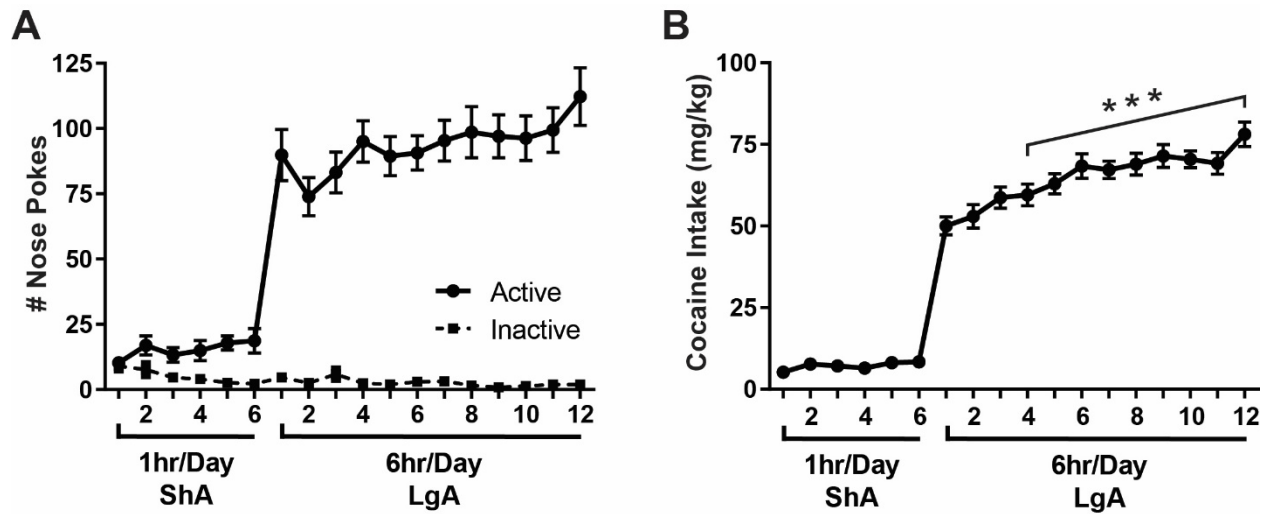 A
# Nose Pokes
125
100
75
50
25
0
Active
Inactive
2 4 6 2 4 6 8 10 12
1hr/Day
ShA
6hr/Day
LgA
B
Cocaine Intake (mg/kg)
100
75
50
25
0
***
2 4 6 2 4 6 8 10 12
1hr/Day
ShA
6hr/Day
LgA